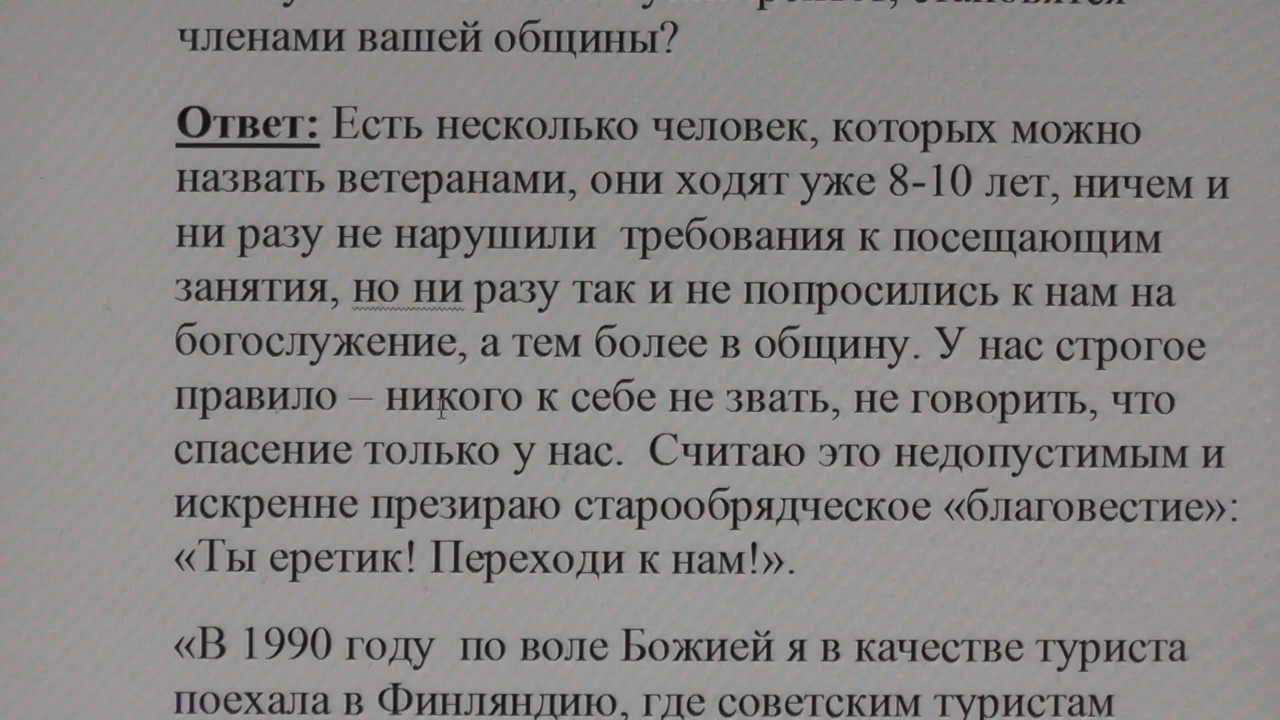 членами вашей общины?
Ответ: Есть несколько человек, которых можно
назвать ветеранами, они ходят уже 8-10 лет, ничем и
ни разу не нарушили  требования к посещающим
занятия, но ни разу так и не попросились к нам на
богослужение, а тем более в общину. У нас строгое
правило – никого к себе не звать, не говорить, что
спасение только у нас.  Считаю это недопустимым и
искренне презираю старообрядческое «благовестие»:
«Ты еретик! Переходи к нам!».
«В 1990 году  по воле Божией я в качестве туриста
поехала в Финляндию, где советским туристам